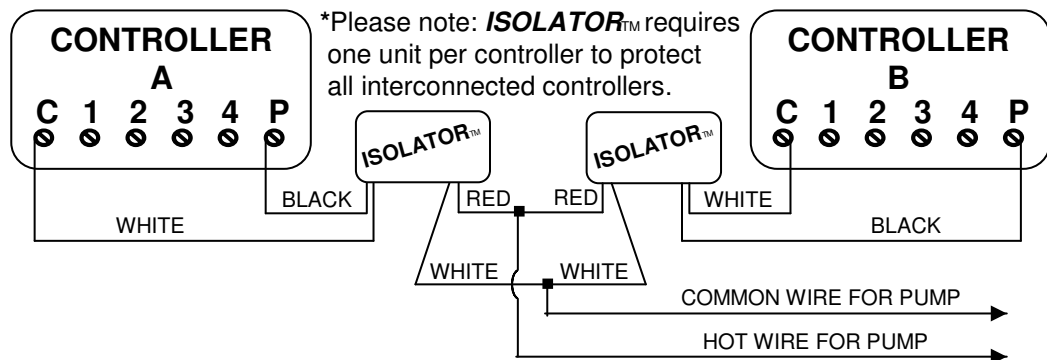 *Please note: ISOLATOR™ requires
one unit per controller to protect
all interconnected controllers.
CONTROLLER
A
C 1 2 3 4 P
CONTROLLER
B
C 1 2 3 4 P
ISOLATOR™
ISOLATOR™
BLACK
WHITE
RED
RED
WHITE
BLACK
WHITE
WHITE
COMMON WIRE FOR PUMP
HOT WIRE FOR PUMP